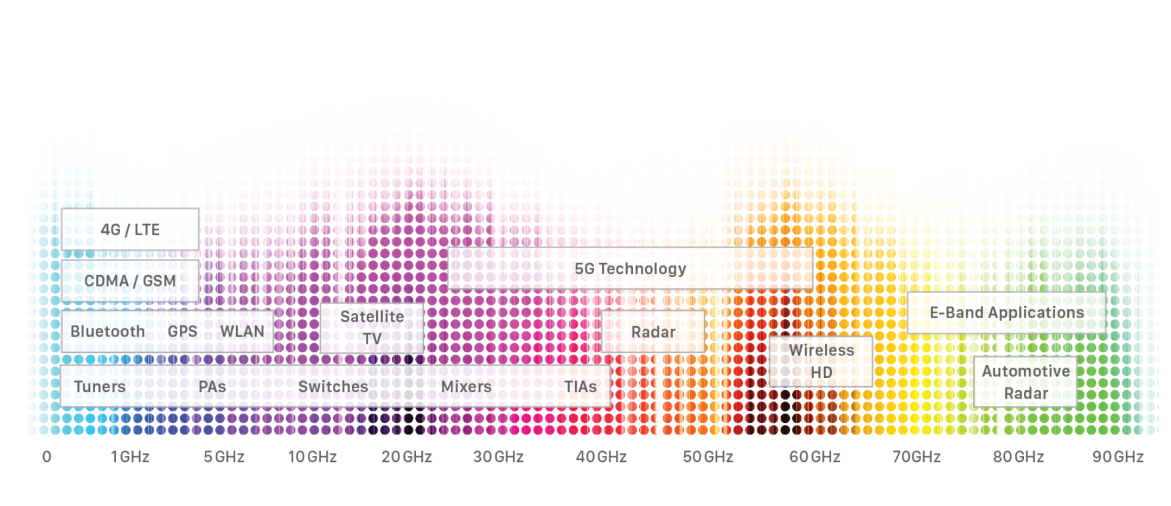 4G / LTE
CDMA / GSM
5G Technology
Bluetooth GPS WLAN
Satellite
TV
Radar
E-Band Applications
Wireless
HD
Tuners PAs Switches Mixers TIAs
Automotive
Radar
0 1GHz 5GHz 10GHz 20GHz 30GHz 40GHz 50GHz 60GHz 70GHz 80GHz 90GHz